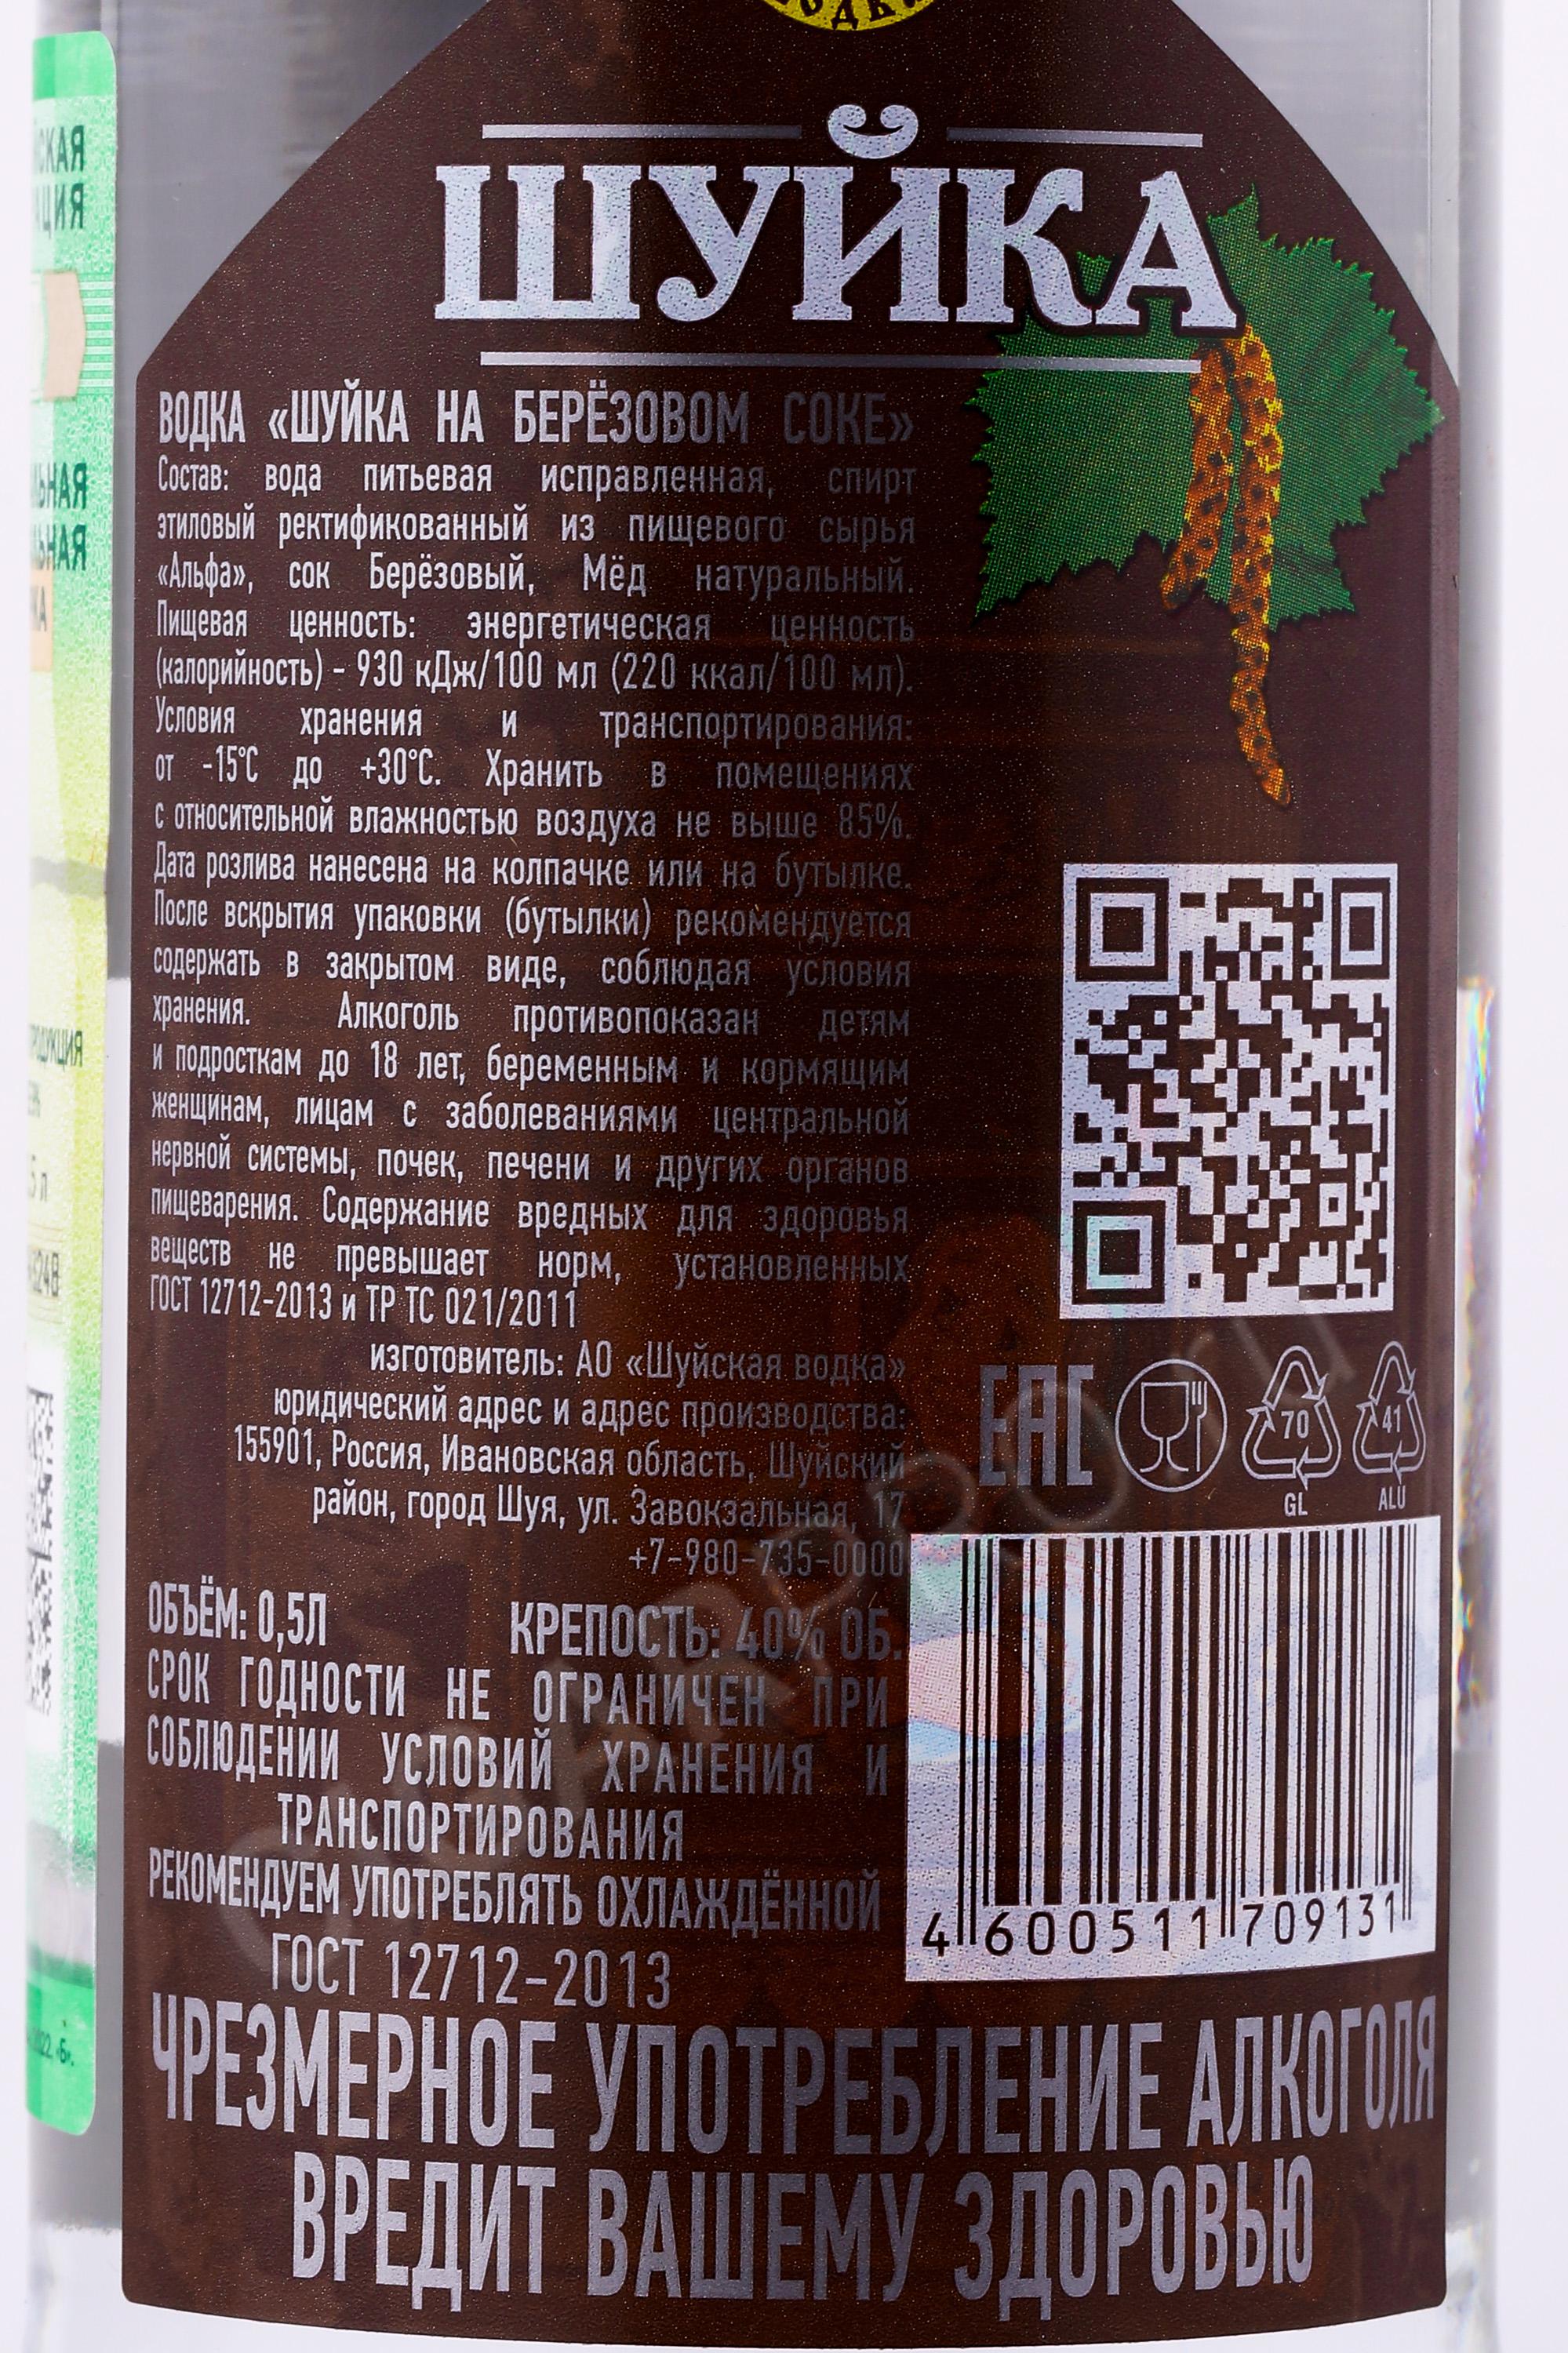 ШУЙКА
ВОДКА «ШУЙКА НА БЕРЁЗОВОМ СОКЕ»
Состав: вода питьевая исправленная, спирт
этиловый ректификованный из пищевого сырья
«Альфа», сок Берёзовый, Мёд натуральный.
Пищевая ценность: энергетическая ценность
(калорийность) - 930 кДж/100 мл (220 ккал/100 мл).
Условия хранения и транспортирования:
от -15°С до +30°С. Хранить в помещениях
с относительной влажностью воздуха не выше 85%.
Дата розлива нанесена на колпачке или на бутылке.
После вскрытия упаковки (бутылки) рекомендуется
содержать в закрытом виде, соблюдая условия
хранения. Алкоголь противопоказан детям
и подросткам до 18 лет, беременным и кормящим
женщинам, лицам с заболеваниями центральной
нервной системы, почек, печени и других органов
пищеварения. Содержание вредных для здоровья
веществ не превышает норм, установленных
ГОСТ 12712-2013 и ТР ТС 021/2011
изготовитель: АО «Шуйская водка»
юридический адрес и адрес производства:
155901, Россия, Ивановская область, Шуйский
район, город Шуя, ул. Завокзальная, 17
+7-980-735-0000
ОБЪЁМ: 0,5Л КРЕПОСТЬ: 40% ОБ.
СРОК ГОДНОСТИ НЕ ОГРАНИЧЕН ПРИ
СОБЛЮДЕНИИ УСЛОВИЙ ХРАНЕНИЯ И
ТРАНСПОРТИРОВАНИЯ
РЕКОМЕНДУЕМ УПОТРЕБЛЯТЬ ОХЛАЖДЁННОЙ
ГОСТ 12712-2013
EAC
70
GL
41
ALU
4 600511 709131
ЧРЕЗМЕРНОЕ УПОТРЕБЛЕНИЕ АЛКОГОЛЯ
ВРЕДИТ ВАШЕМУ ЗДОРОВЬЮ